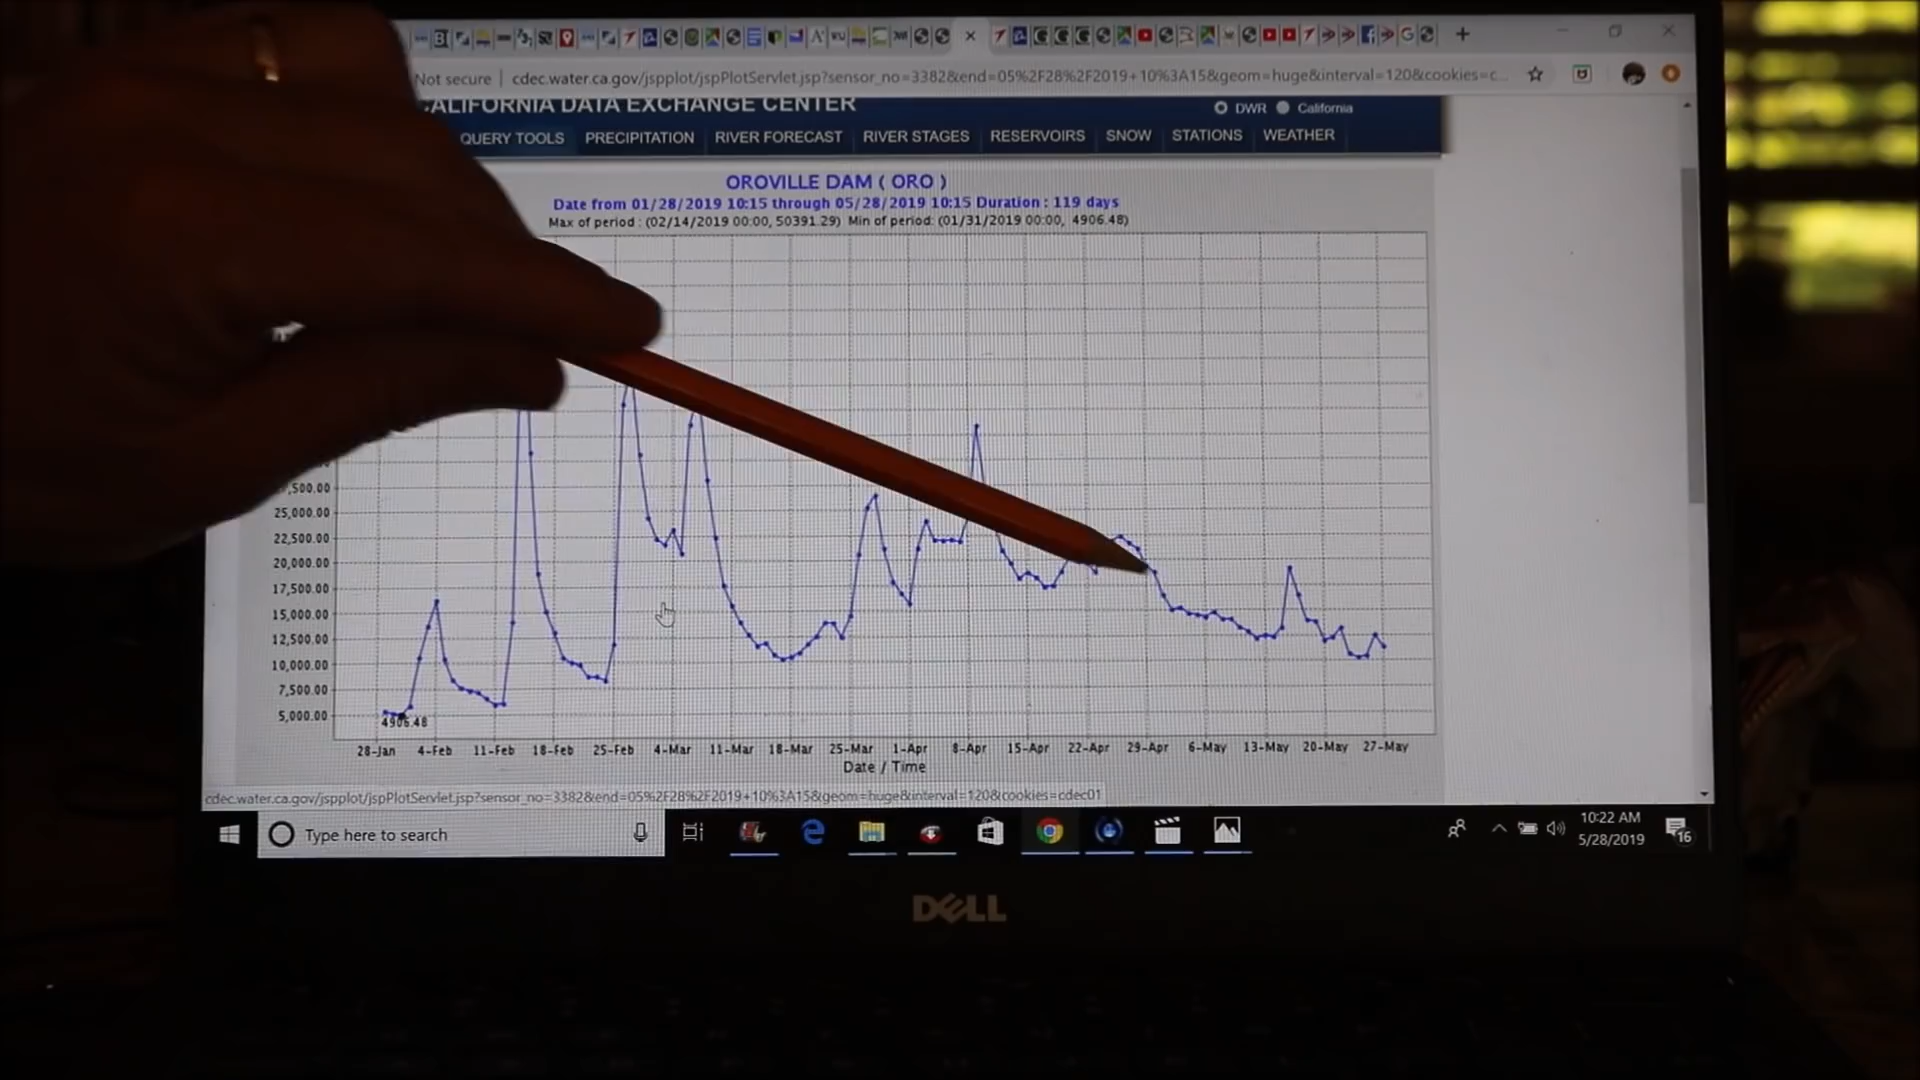 Not secure | cdec.water.ca.gov/jspplot/jspPlotServlet.jsp?sensor_no=3382&end=05%2F28%2F2019+10%3A15&geom=huge&interval=120&cookies=c...
CALIFORNIA DATA EXCHANGE CENTER
DWR California
QUERY TOOLS PRECIPITATION RIVER FORECAST RIVER STAGES RESERVOIRS SNOW STATIONS WEATHER
OROVILLE DAM ( ORO )
Date from 01/28/2019 10:15 through 05/28/2019 10:15 Duration : 119 days
Max of period : (02/14/2019 00:00, 50391.29) Min of period: (01/31/2019 00:00, 4906.48)
7,500.00
25,000.00
22,500.00
20,000.00
17,500.00
15,000.00
12,500.00
10,000.00
7,500.00
5,000.00
4906.48
28-Jan 4-Feb 11-Feb 18-Feb 25-Feb 4-Mar 11-Mar 18-Mar 25-Mar 1-Apr 8-Apr 15-Apr 22-Apr 29-Apr 6-May 13-May 20-May 27-May
Date / Time
cdec.water.ca.gov/jspplot/jspPlotServlet.jsp?sensor_no=3382&end=05%2F28%2F2019+10%3A15&geom=huge&interval=120&cookies=cdec01
Type here to search
10:22 AM
5/28/2019
16
DELL